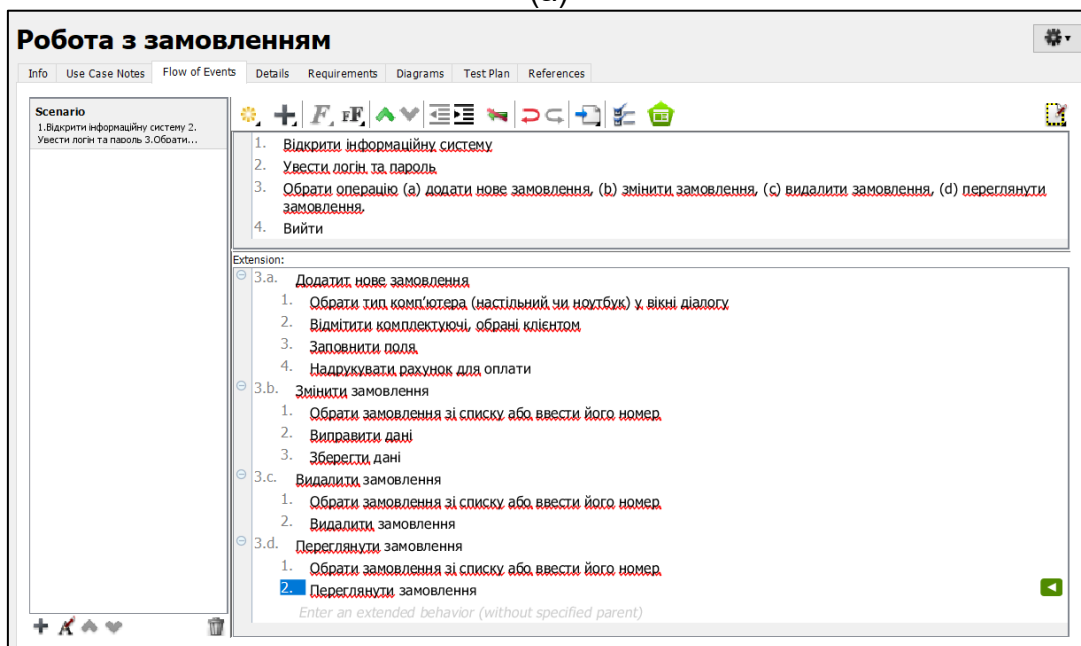 (a)
Робота з замовленням
Info Use Case Notes Flow of Events Details Requirements Diagrams Test Plan References
Scenario
1.Відкрити інформаційну систему 2.
Увести логін та пароль 3.Обрати...
1. Відкрити інформаційну систему
2. Увести логін та пароль
3. Обрати операцію (a) додати нове замовлення, (b) змінити замовлення, (c) видалити замовлення, (d) переглянути
замовлення.
4. Вийти
Extension:
3.a. Додатит нове замовлення
1. Обрати тип комп'ютера (настільний чи ноутбук) у вікні діалогу
2. Відмітити комплектуючі, обрані клієнтом
3. Заповнити поля
4. Надрукувати рахунок для оплати
3.b. Змінити замовлення
1. Обрати замовлення зі списку або ввести його номер
2. Виправити дані
3. Зберегти дані
3.c. Видалити замовлення
1. Обрати замовлення зі списку або ввести його номер
2. Видалити замовлення
3.d. Переглянути замовлення
1. Обрати замовлення зі списку або ввести його номер
2. Переглянути замовлення
Enter an extended behavior (without specified parent)